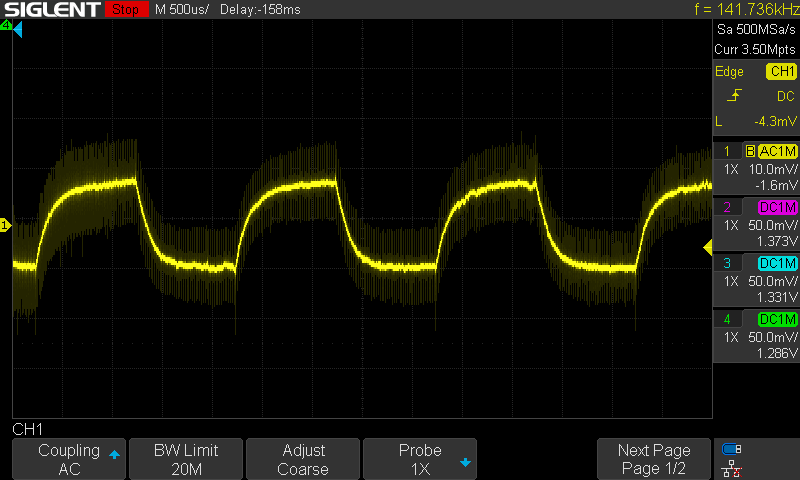 SIGLENT Stop M 500us/ Delay:-158ms f = 141.736kHz
Sa 500MSa/s
Curr 3.50Mpts
Edge CH1
DC
L -4.3mV
1 B AC1M
1X 10.0mV/
-1.6mV
2 DC1M
1X 50.0mV/
1.373V
3 DC1M
1X 50.0mV/
1.331V
4 DC1M
1X 50.0mV/
1.286V
4
1
CH1
Coupling
AC
BW Limit
20M
Adjust
Coarse
Probe
1X
Next Page
Page 1/2